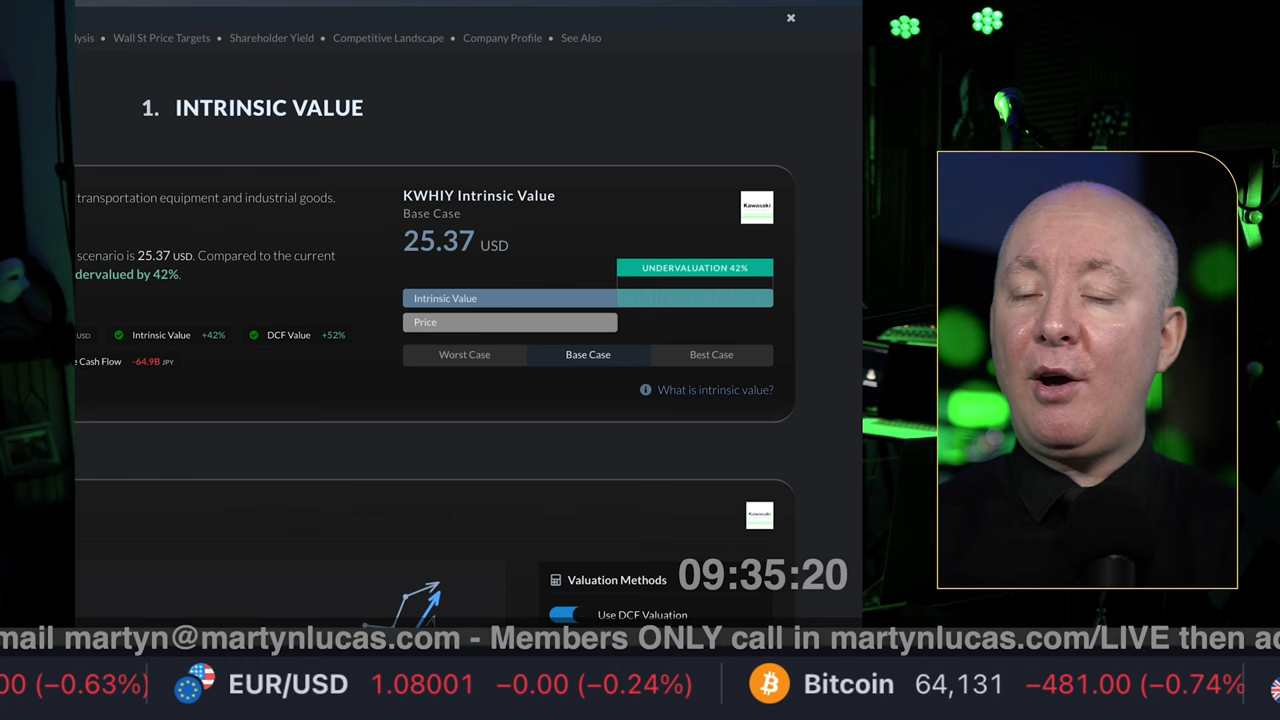 lysis • Wall St Price Targets • Shareholder Yield • Competitive Landscape • Company Profile • See Also
1. INTRINSIC VALUE
transportation equipment and industrial goods.
scenario is 25.37 USD. Compared to the current
dervalued by 42%.
USD Intrinsic Value +42% DCF Value +52%
e Cash Flow -64.9B JPY
KWHIY Intrinsic Value
Base Case
25.37 USD
Kawasaki
UNDERVALUATION 42%
Intrinsic Value
Price
Worst Case Base Case Best Case
What is intrinsic value?
Kawasaki
Valuation Methods
Use DCF Valuation
09:35:20
mail martyn@martynlucas.com - Members ONLY call in martynlucas.com/LIVE then ad
00 (−0.63%) EUR/USD 1.08001 −0.00 (−0.24%) Bitcoin 64,131 −481.00 (−0.74%